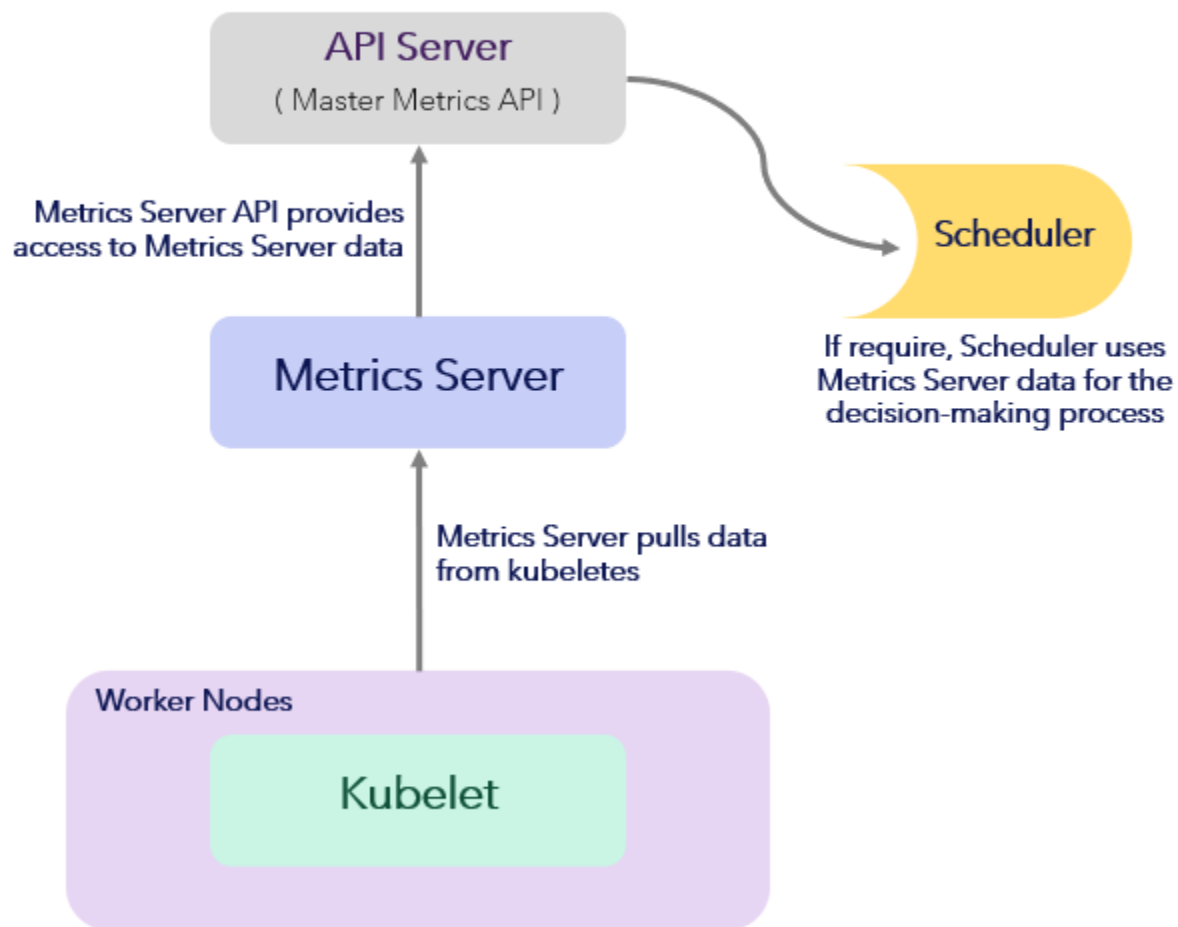 API Server
( Master Metrics API )
Metrics Server API provides
access to Metrics Server data
Scheduler
If require, Scheduler uses
Metrics Server data for the
decision-making process
Metrics Server
Metrics Server pulls data
from kubeletes
Worker Nodes
Kubelet